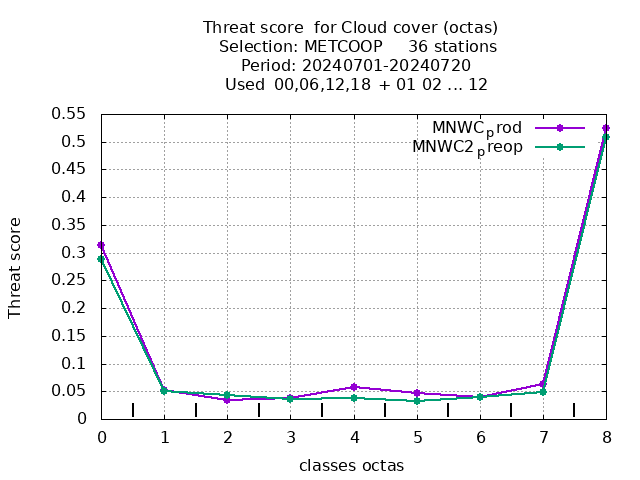 Threat score  for Cloud cover (octas)
Selection: METCOOP     36 stations
Period: 20240701-20240720
Used  00,06,12,18 + 01 02 ... 12
MNWCprod
MNWC2preop
0.55
0.5
0.45
0.4
0.35
0.3
0.25
0.2
0.15
0.1
0.05
0
Threat score
0 1 2 3 4 5 6 7 8
classes octas